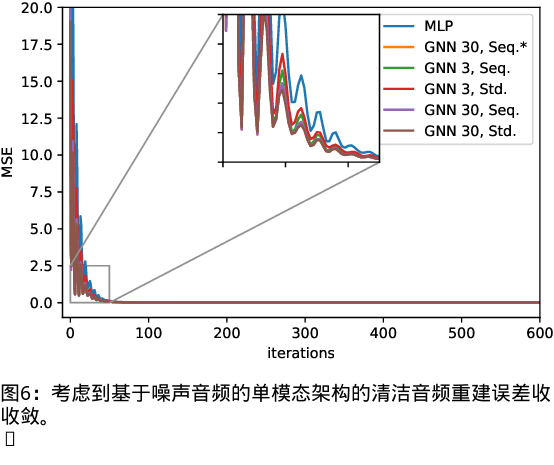 20.0
17.5
15.0
12.5
10.0
7.5
5.0
2.5
0.0
MSE
MLP
GNN 30, Seq.*
GNN 3, Seq.
GNN 3, Std.
GNN 30, Seq.
GNN 30, Std.
0 100 200 300 400 500 600
iterations
图6：考虑到基于噪声音频的单模态架构的清洁音频重建误差收
收敛。